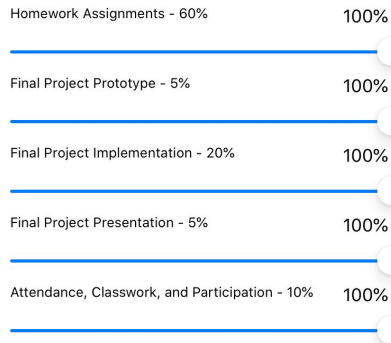 Homework Assignments - 60% 100%
Final Project Prototype - 5% 100%
Final Project Implementation - 20% 100%
Final Project Presentation - 5% 100%
Attendance, Classwork, and Participation - 10% 100%